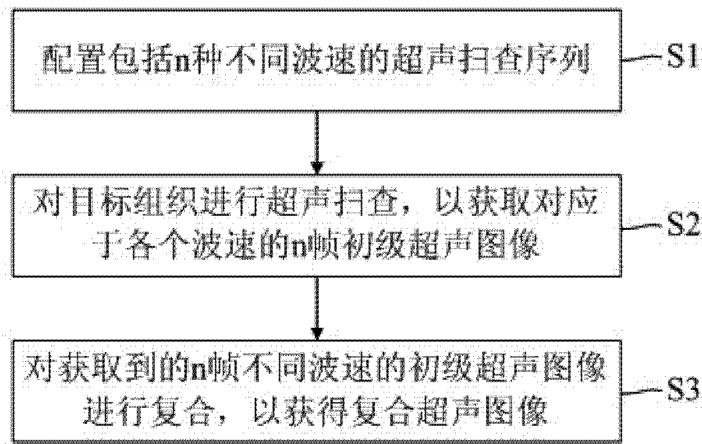 配置包括n种不同波速的超声扫查序列
S1
对目标组织进行超声扫查，以获取对应
于各个波速的n帧初级超声图像
S2
对获取到的n帧不同波速的初级超声图像
进行复合，以获得复合超声图像
S3